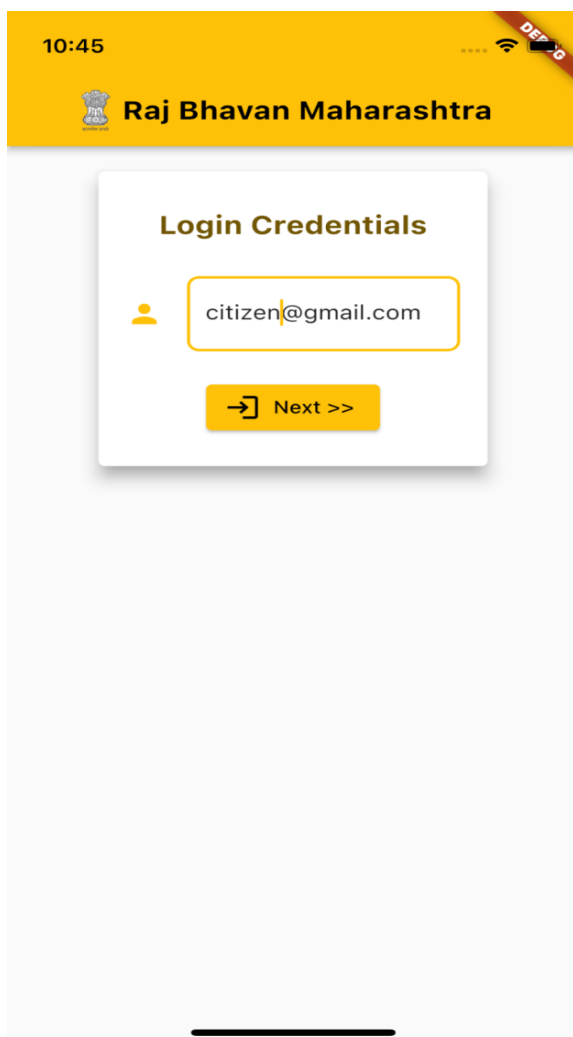 10:45
DEBUG
Raj Bhavan Maharashtra
Login Credentials
citizen@gmail.com
Next >>